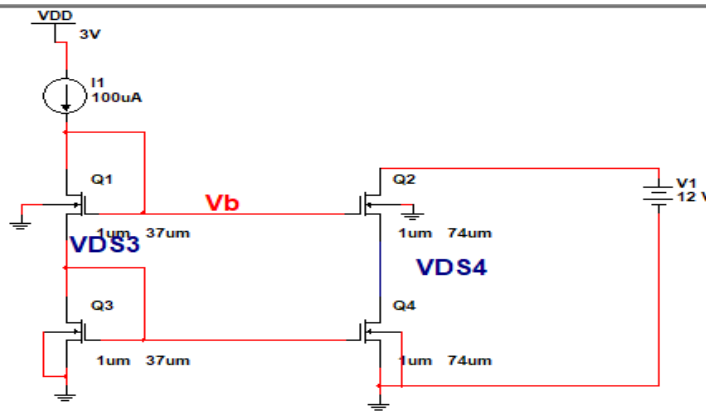 VDD
3V
I1
100uA
Q1
Q2
V1
12 V
Vb
1um 37um
1um 74um
VDS3
VDS4
Q3
Q4
1um 37um
1um 74um